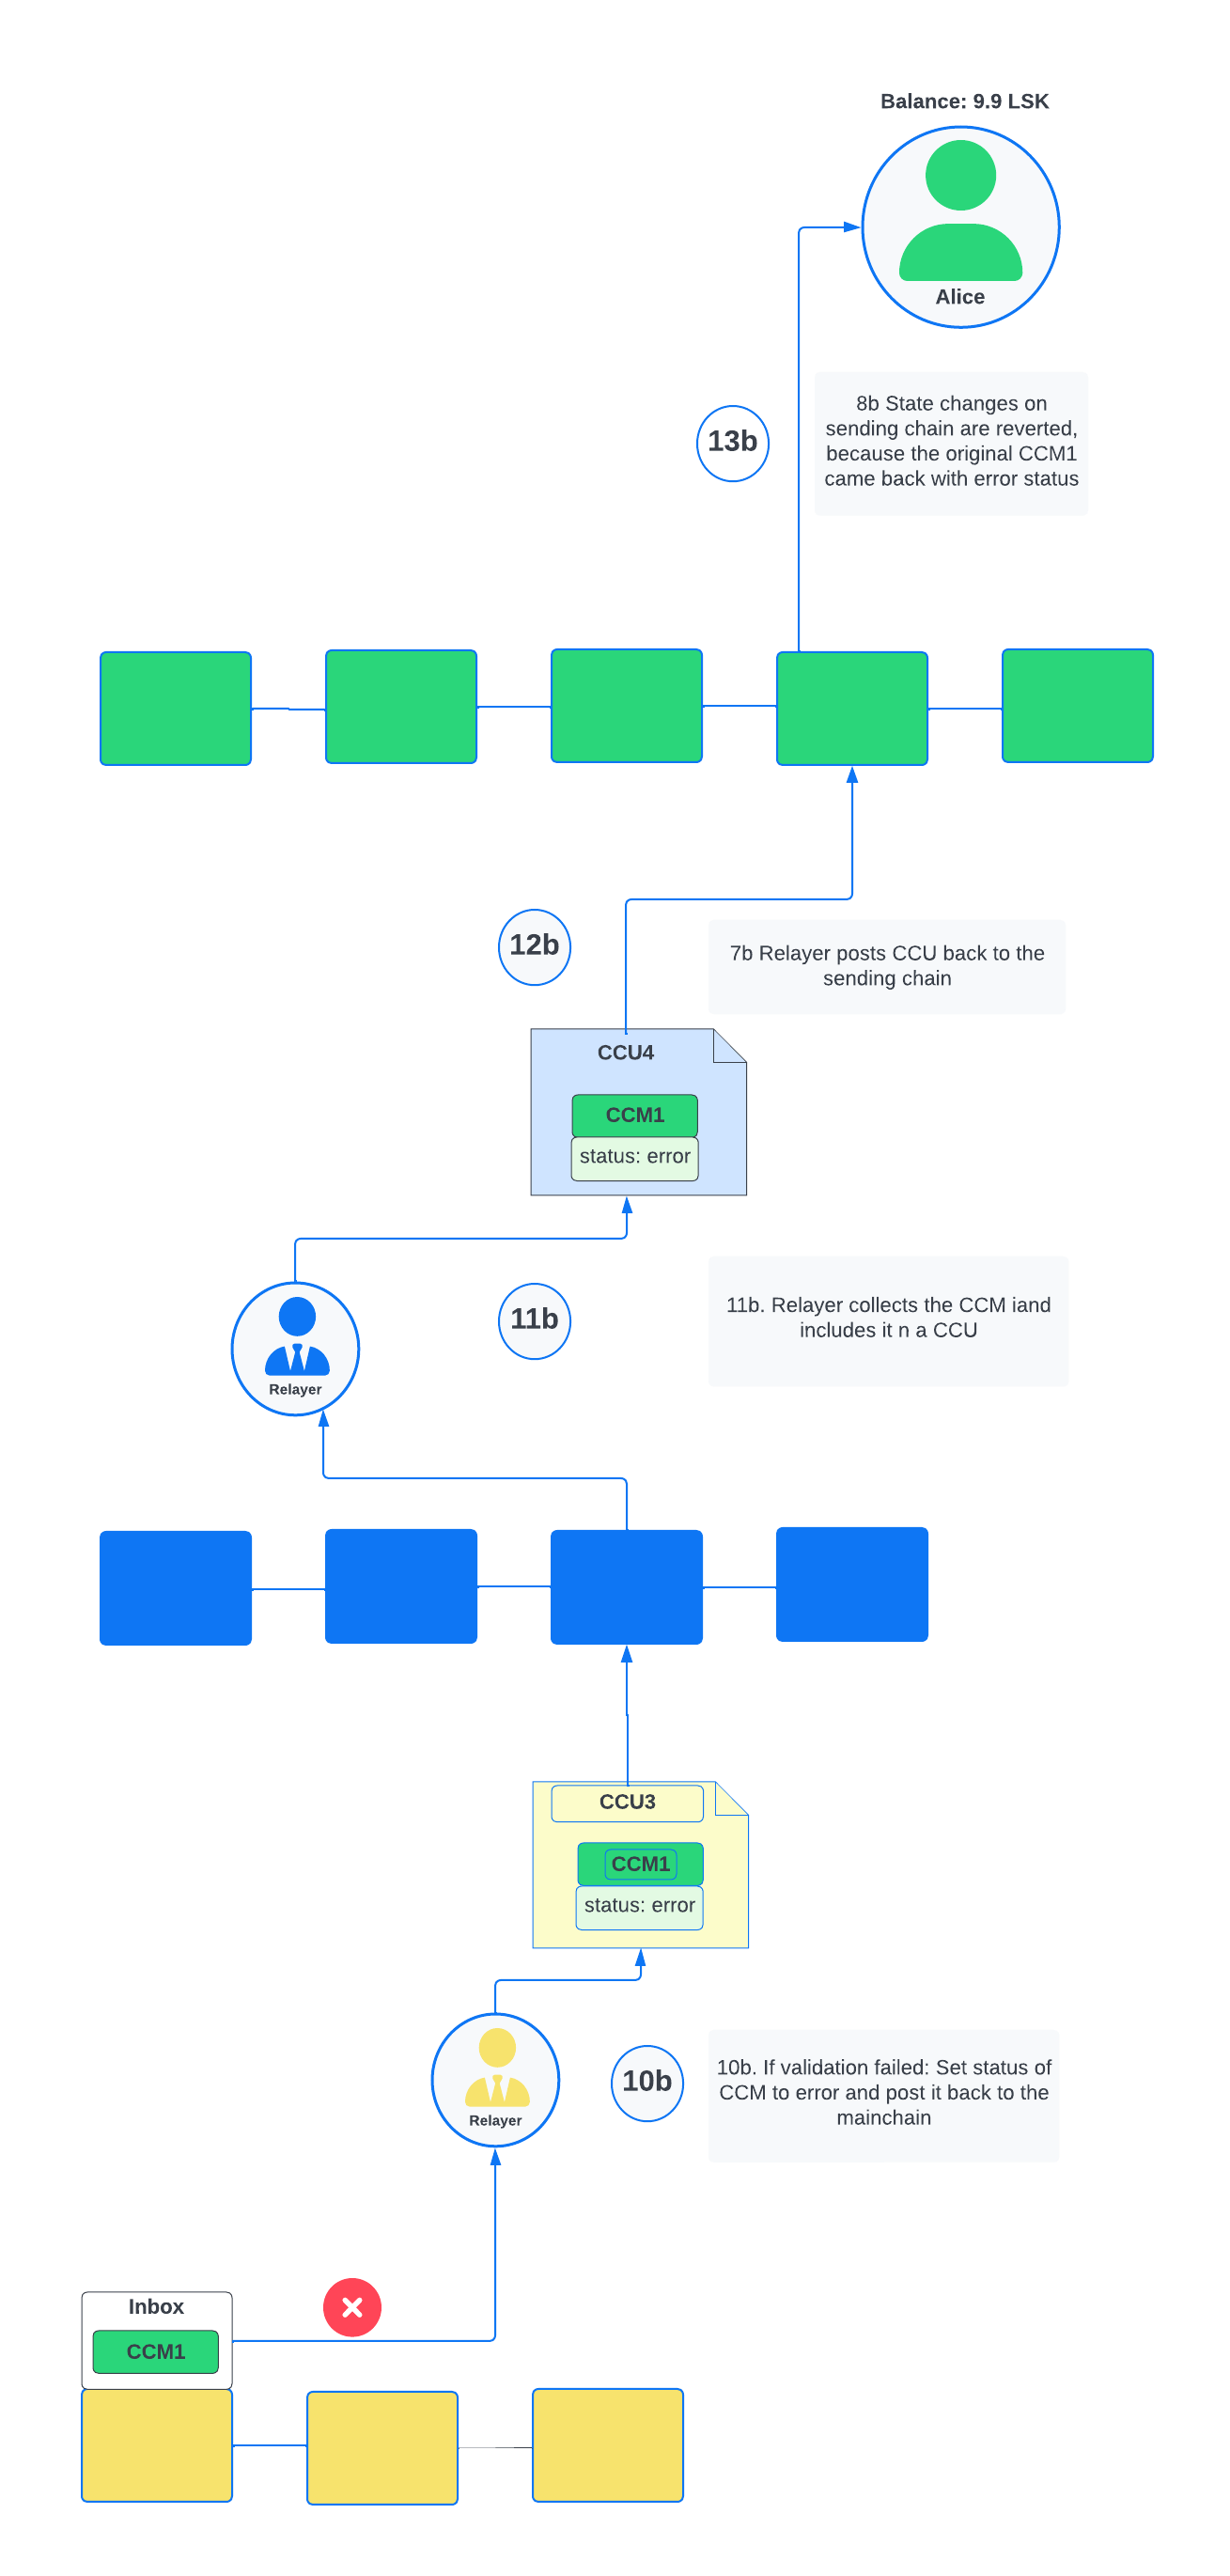 Balance: 9.9 LSK
Alice
13b
8b State changes on
sending chain are reverted,
because the original CCM1
came back with error status
12b
7b Relayer posts CCU back to the
sending chain
CCU4
CCM1
status: error
Relayer
11b
11b. Relayer collects the CCM iand
includes it n a CCU
CCU3
CCM1
status: error
Relayer
10b
10b. If validation failed: Set status of
CCM to error and post it back to the
mainchain
Inbox
CCM1